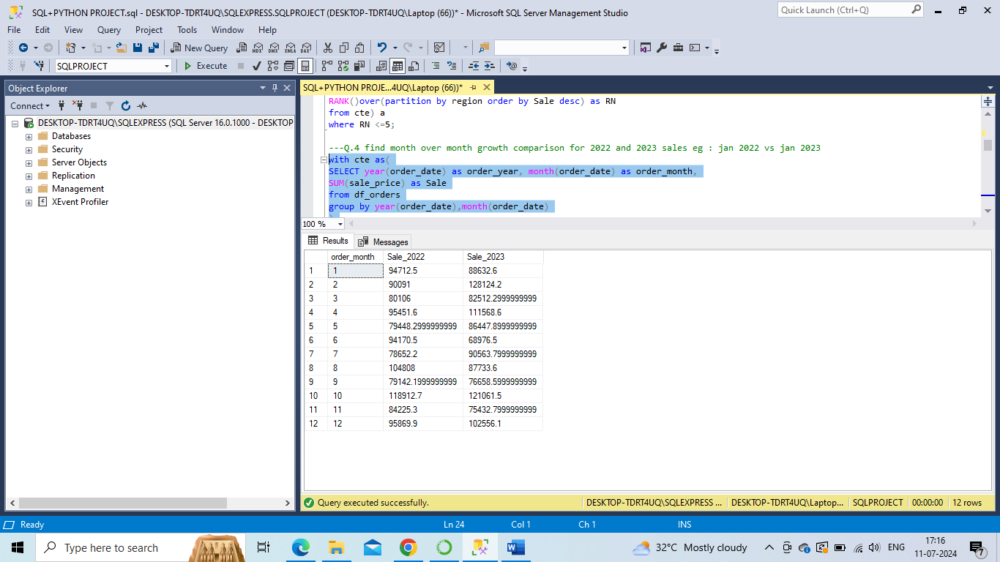 SQL+PYTHON PROJECT.sql - DESKTOP-TDRT4UQ\SQLEXPRESS.SQLPROJECT (DESKTOP-TDRT4UQ\Laptop (66))* - Microsoft SQL Server Management Studio
Quick Launch (Ctrl+Q)
File Edit View Query Project Tools Window Help
New Query MDX DMX XMLA DAX
SQLPROJECT Execute
Object Explorer
SQL+PYTHON PROJE...4UQ\Laptop (66))*
Connect
DESKTOP-TDRT4UQ\SQLEXPRESS (SQL Server 16.0.1000 - DESKTOP
Databases
Security
Server Objects
Replication
Management
XEvent Profiler
RANK()over(partition by region order by Sale desc) as RN
from cte) a
where RN <=5;
---Q.4 find month over month growth comparison for 2022 and 2023 sales eg : jan 2022 vs jan 2023
with cte as(
SELECT year(order_date) as order_year, month(order_date) as order_month,
SUM(sale_price) as Sale
from df_orders
group by year(order_date),month(order_date)
)
100 %
Results Messages
order_month Sale_2022 Sale_2023
1 1 94712.5 88632.6
2 2 90091 128124.2
3 3 80106 82512.2999999999
4 4 95451.6 111568.6
5 5 79448.2999999999 86447.8999999999
6 6 94170.5 68976.5
7 7 78652.2 90563.7999999999
8 8 104808 87733.6
9 9 79142.1999999999 76658.5999999999
10 10 118912.7 121061.5
11 11 84225.3 75432.7999999999
12 12 95869.9 102556.1
Query executed successfully. DESKTOP-TDRT4UQ\SQLEXPRESS ... DESKTOP-TDRT4UQ\Laptop... SQLPROJECT 00:00:00 12 rows
Ready Ln 24 Col 1 Ch 1 INS
Type here to search
32°C Mostly cloudy
ENG
17:16
11-07-2024
7